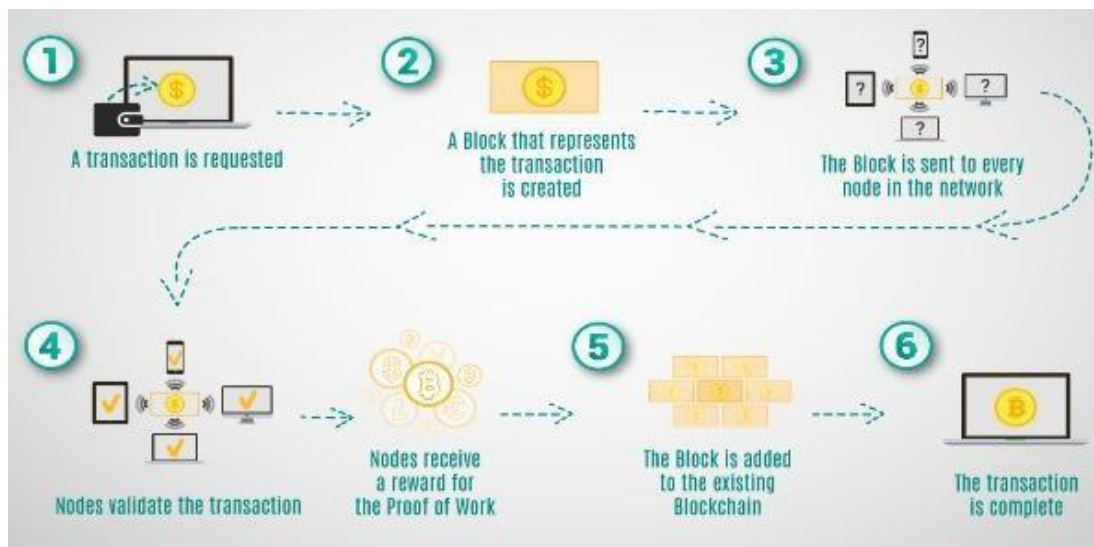 1
A transaction is requested
2
A Block that represents
the transaction
is created
3
The Block is sent to every
node in the network
4
Nodes validate the transaction
Nodes receive
a reward for
the Proof of Work
5
The Block is added
to the existing
Blockchain
6
The transaction
is complete